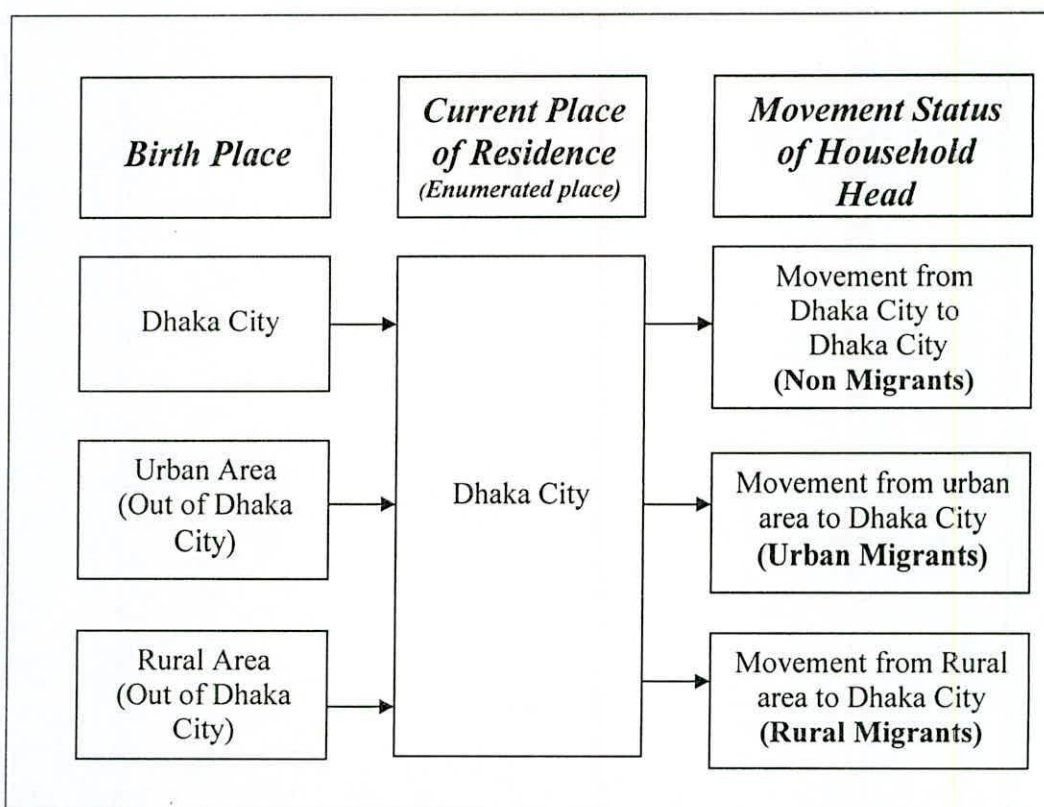 Birth Place
Current Place
of Residence
(Enumerated place)
Movement Status
of Household
Head
Dhaka City
Urban Area
(Out of Dhaka
City)
Rural Area
(Out of Dhaka
City)
Dhaka City
Movement from
Dhaka City to
Dhaka City
(Non Migrants)
Movement from urban
area to Dhaka City
(Urban Migrants)
Movement from Rural
area to Dhaka City
(Rural Migrants)